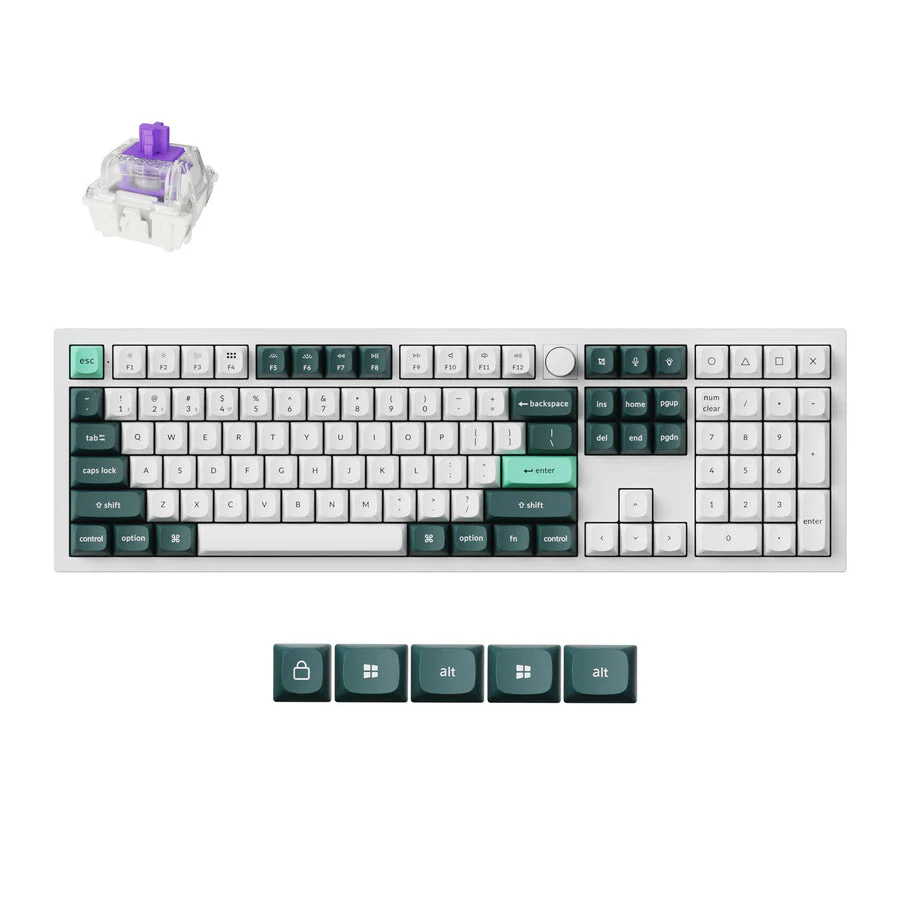 esc F1 F2 F3 F4 F5 F6 F7 F8 F9 F10 F11 F12
~ ` ! 1 @ 2 # 3 $ 4 % 5 ^ 6 & 7 * 8 ( 9 ) 0 _ - + = backspace ins home pgup num clear / * -
tab Q W E R T Y U I O P { [ } ] | \ del end pgdn 7 8 9 +
caps lock A S D F G H J K L : ; " ' enter 4 5 6
shift Z X C V B N M < , > . ? / shift 1 2 3 enter
control option ⌘ ⌘ option fn control 0 .
alt alt